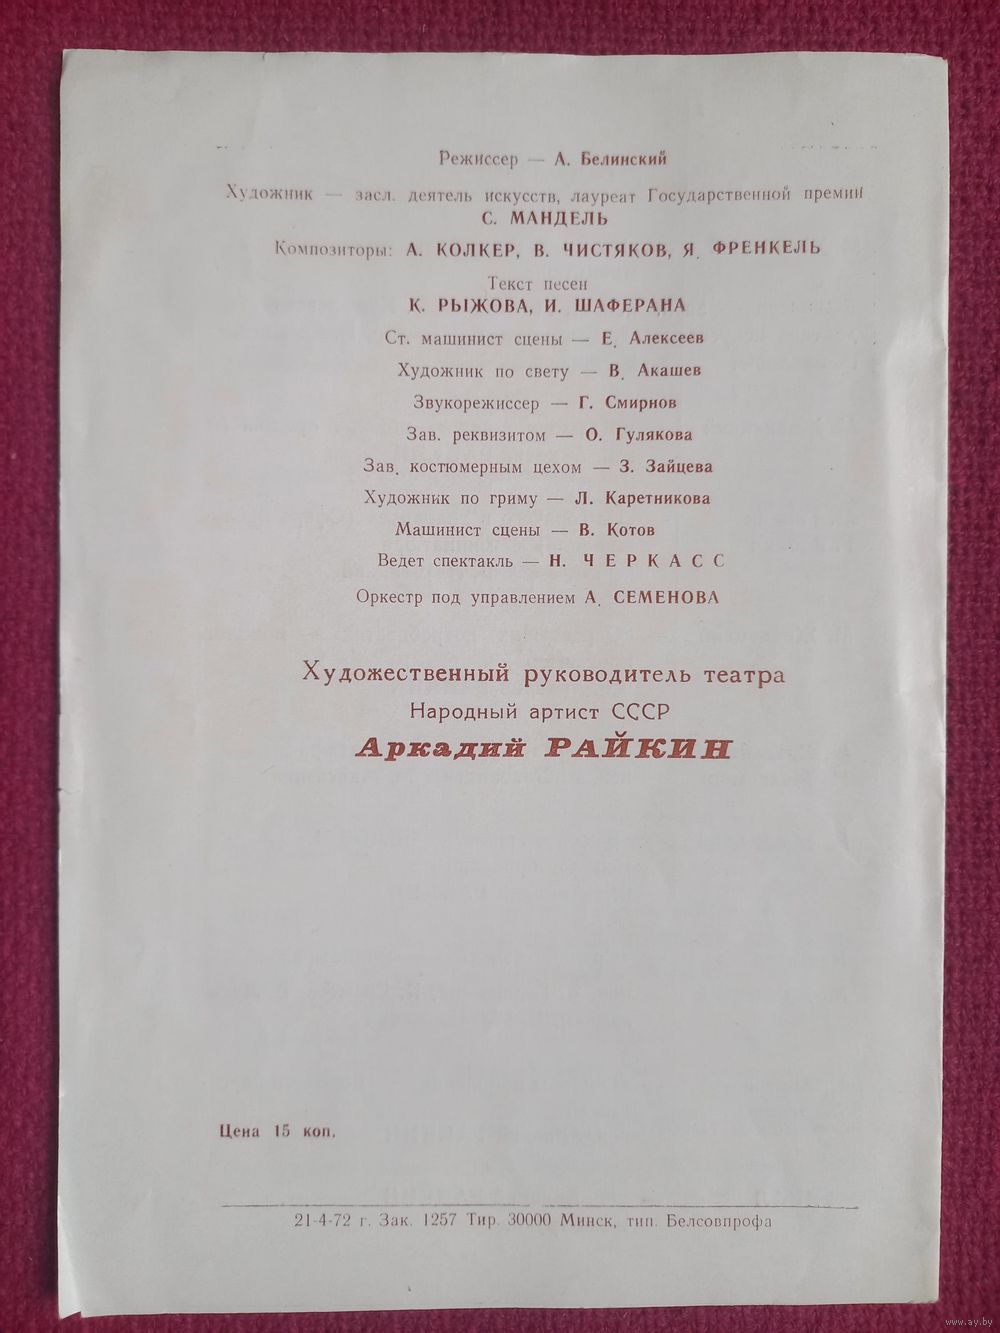 Режиссер — А. Белинский
Художник — засл. деятель искусств, лауреат Государственной премии
С. МАНДЕЛЬ
Композиторы: А. КОЛКЕР, В. ЧИСТЯКОВ, Я. ФРЕНКЕЛЬ
Текст песен
К. РЫЖОВА, И. ШАФЕРАНА
Ст. машинист сцены — Е. Алексеев
Художник по свету — В. Акашев
Звукорежиссер — Г. Смирнов
Зав. реквизитом — О. Гулякова
Зав. костюмерным цехом — З. Зайцева
Художник по гриму — Л. Каретникова
Машинист сцены — В. Котов
Ведет спектакль — Н. Ч Е Р К А С С
Оркестр под управлением А. СЕМЕНОВА
Художественный руководитель театра
Народный артист СССР
Аркадий РАЙКИН
Цена 15 коп.
21-4-72 г. Зак. 1257 Тир. 30000 Минск, тип. Белсовпрофа
www.ay.by